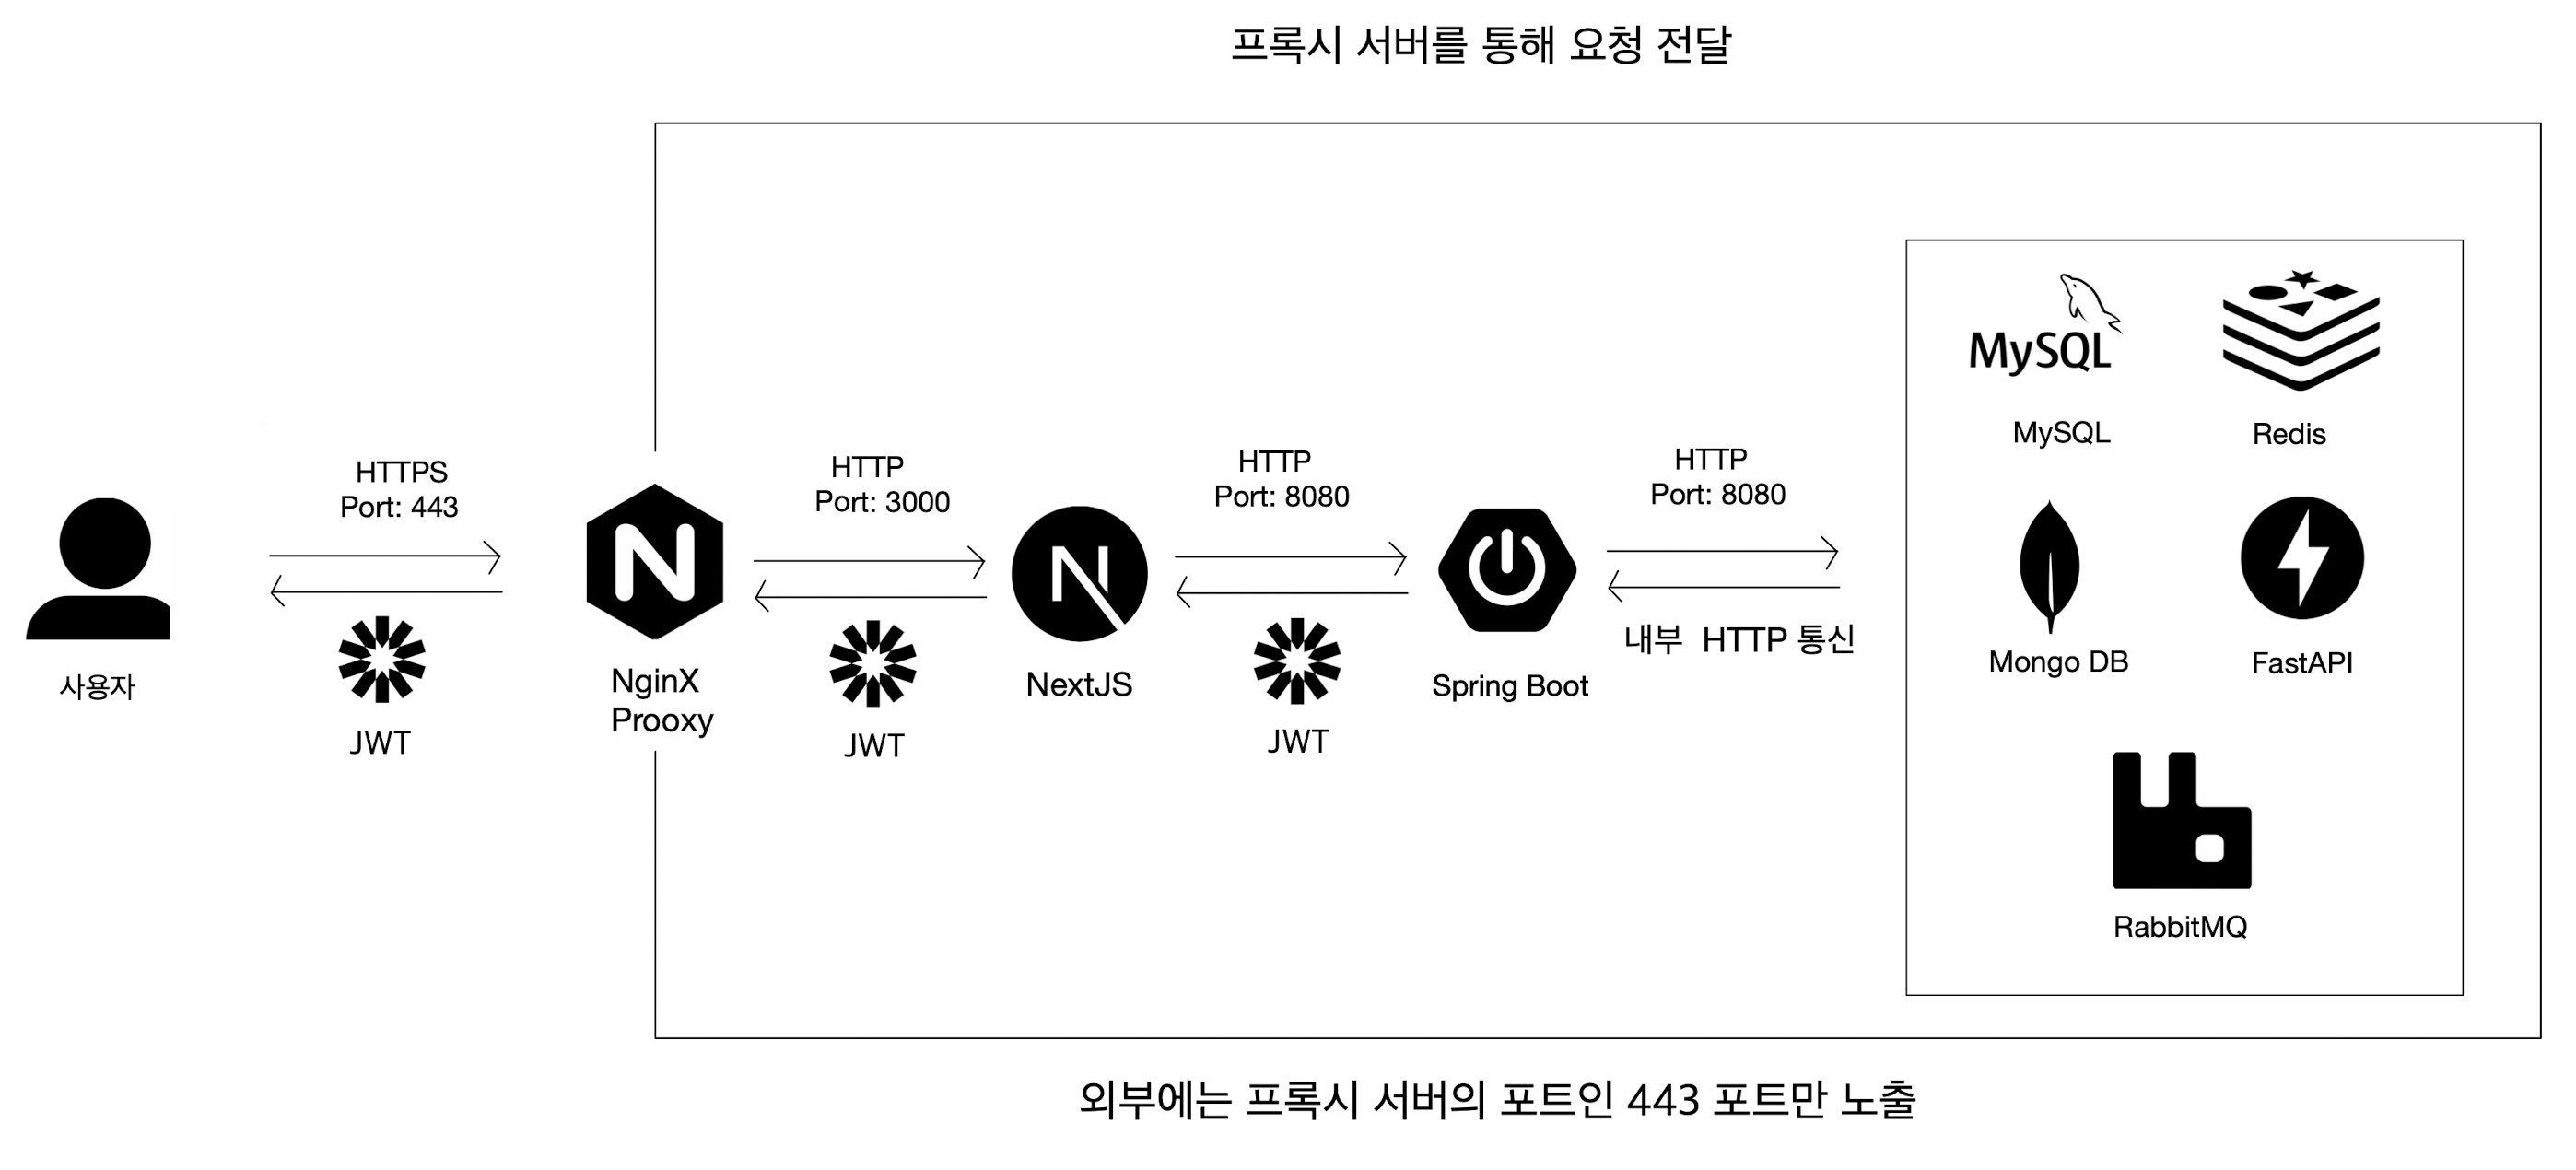 프록시 서버를 통해 요청 전달
HTTPS
Port: 443
HTTP
Port: 3000
HTTP
Port: 8080
HTTP
Port: 8080
내부 HTTP 통신
사용자
JWT
NginX
Prooxy
JWT
NextJS
JWT
Spring Boot
MySQL
MySQL
Redis
Mongo DB
FastAPI
RabbitMQ
외부에는 프록시 서버의 포트인 443 포트만 노출